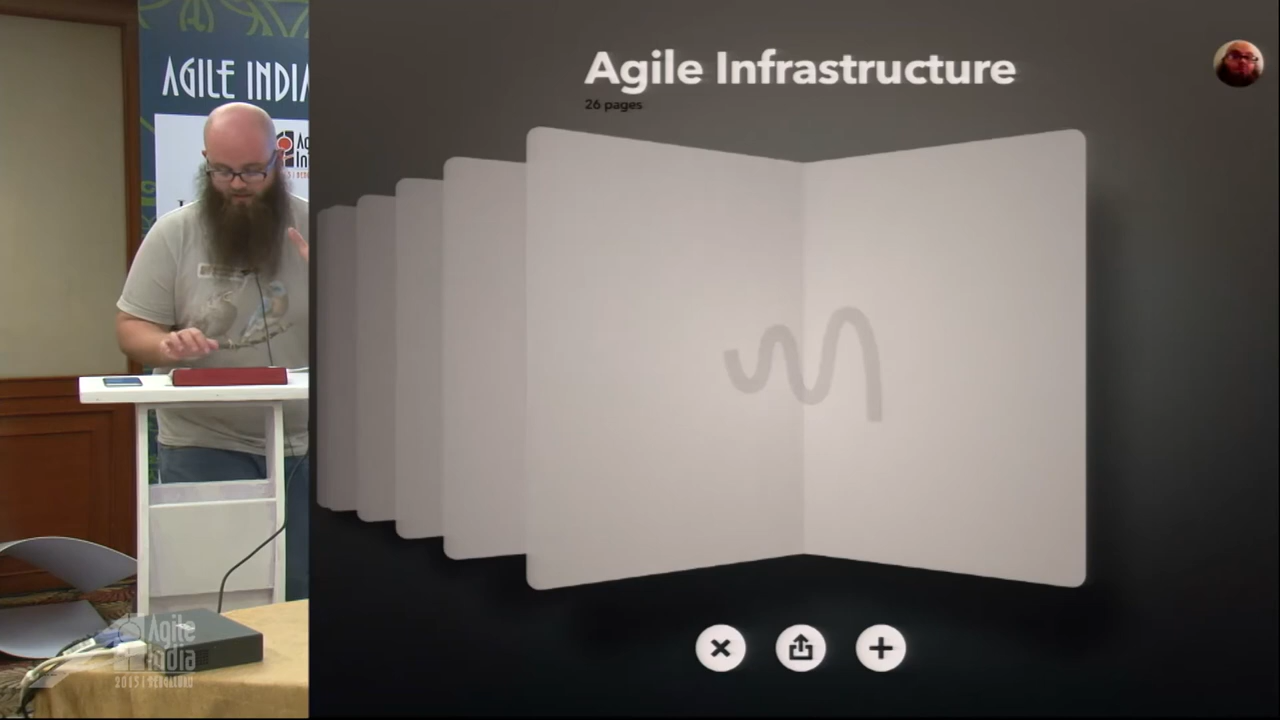 AGILE INDIA
Agile Infrastructure
26 pages
Agile
India
2015 | BENGALURU